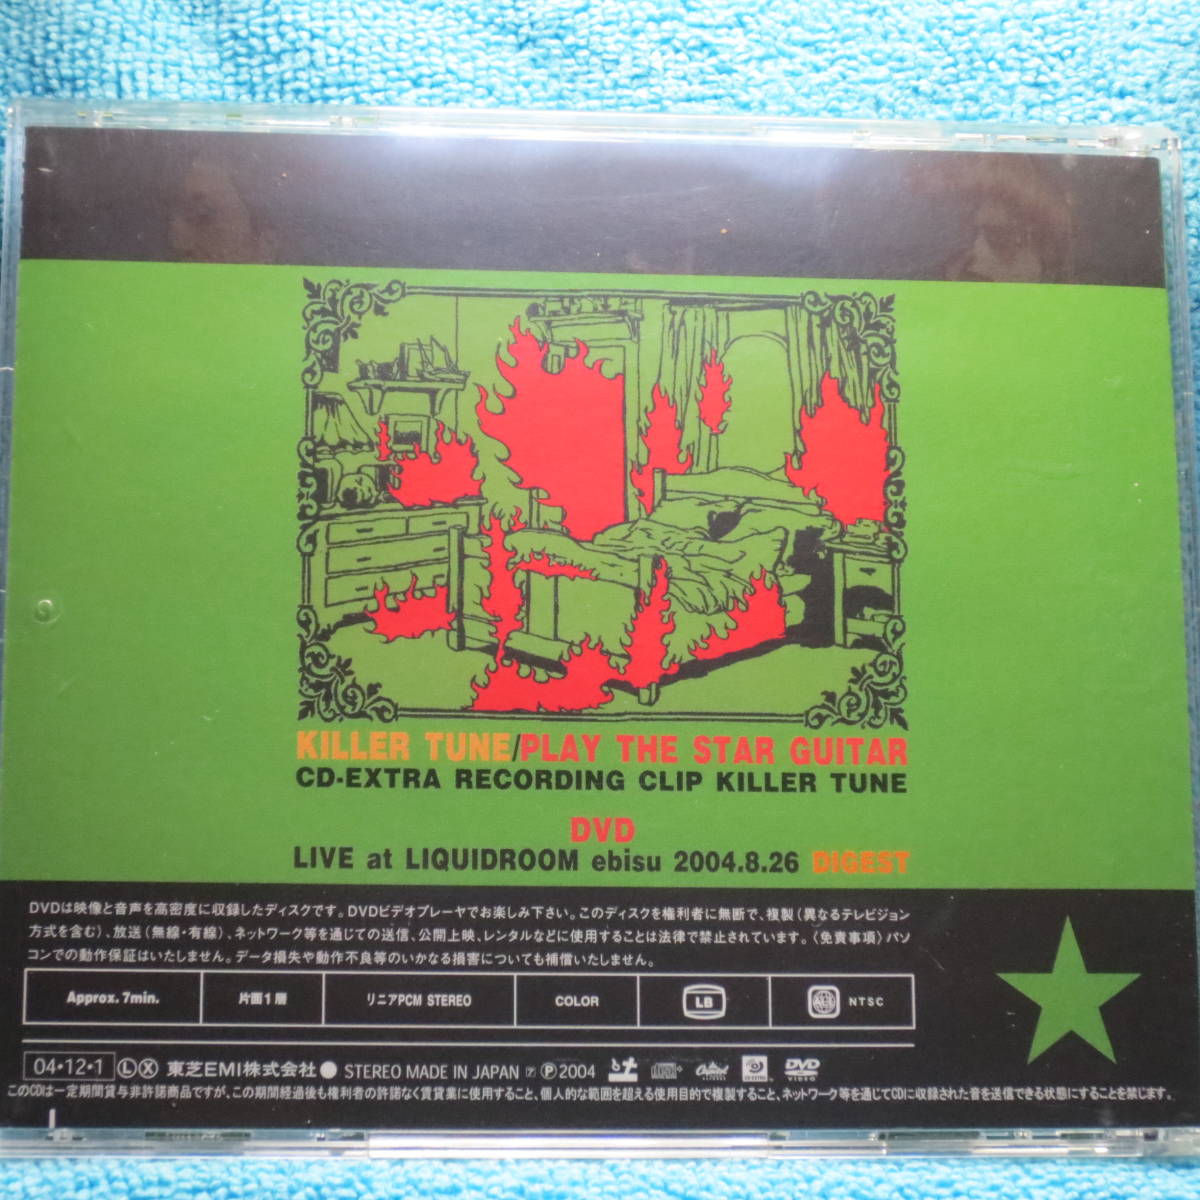 KILLER TUNE/PLAY THE STAR GUITAR
CD-EXTRA RECORDING CLIP KILLER TUNE
DVD
LIVE at LIQUIDROOM ebisu 2004.8.26 DIGEST
DVDは映像と音声を高密度に収録したディスクです。DVDビデオプレーヤでお楽しみ下さい。このディスクを権利者に無断で、複製(異なるテレビジョン
方式を含む)、放送(無線・有線)、ネットワーク等を通じての送信、公開上映、レンタルなどに使用することは法律で禁止されています。〈免責事項〉パソ
コンでの動作保証はいたしません。データ損失や動作不良等のいかなる損害についても補償いたしません。
Approx. 7min. 片面1層 リニアPCM STEREO COLOR LB ALL NTSC
04・12・1 Ⓛ Ⓧ 東芝EMI株式会社● STEREO MADE IN JAPAN ℗2004 Capitol DVD VIDEO
このCDは一定期間貸与非許諾商品ですが、この期間経過後も権利者の許諾なく賃貸業に使用すること、個人的な範囲を超える使用目的で複製すること、ネットワーク等を通じてCDに収録された音を送信できる状態にすることを禁じます。